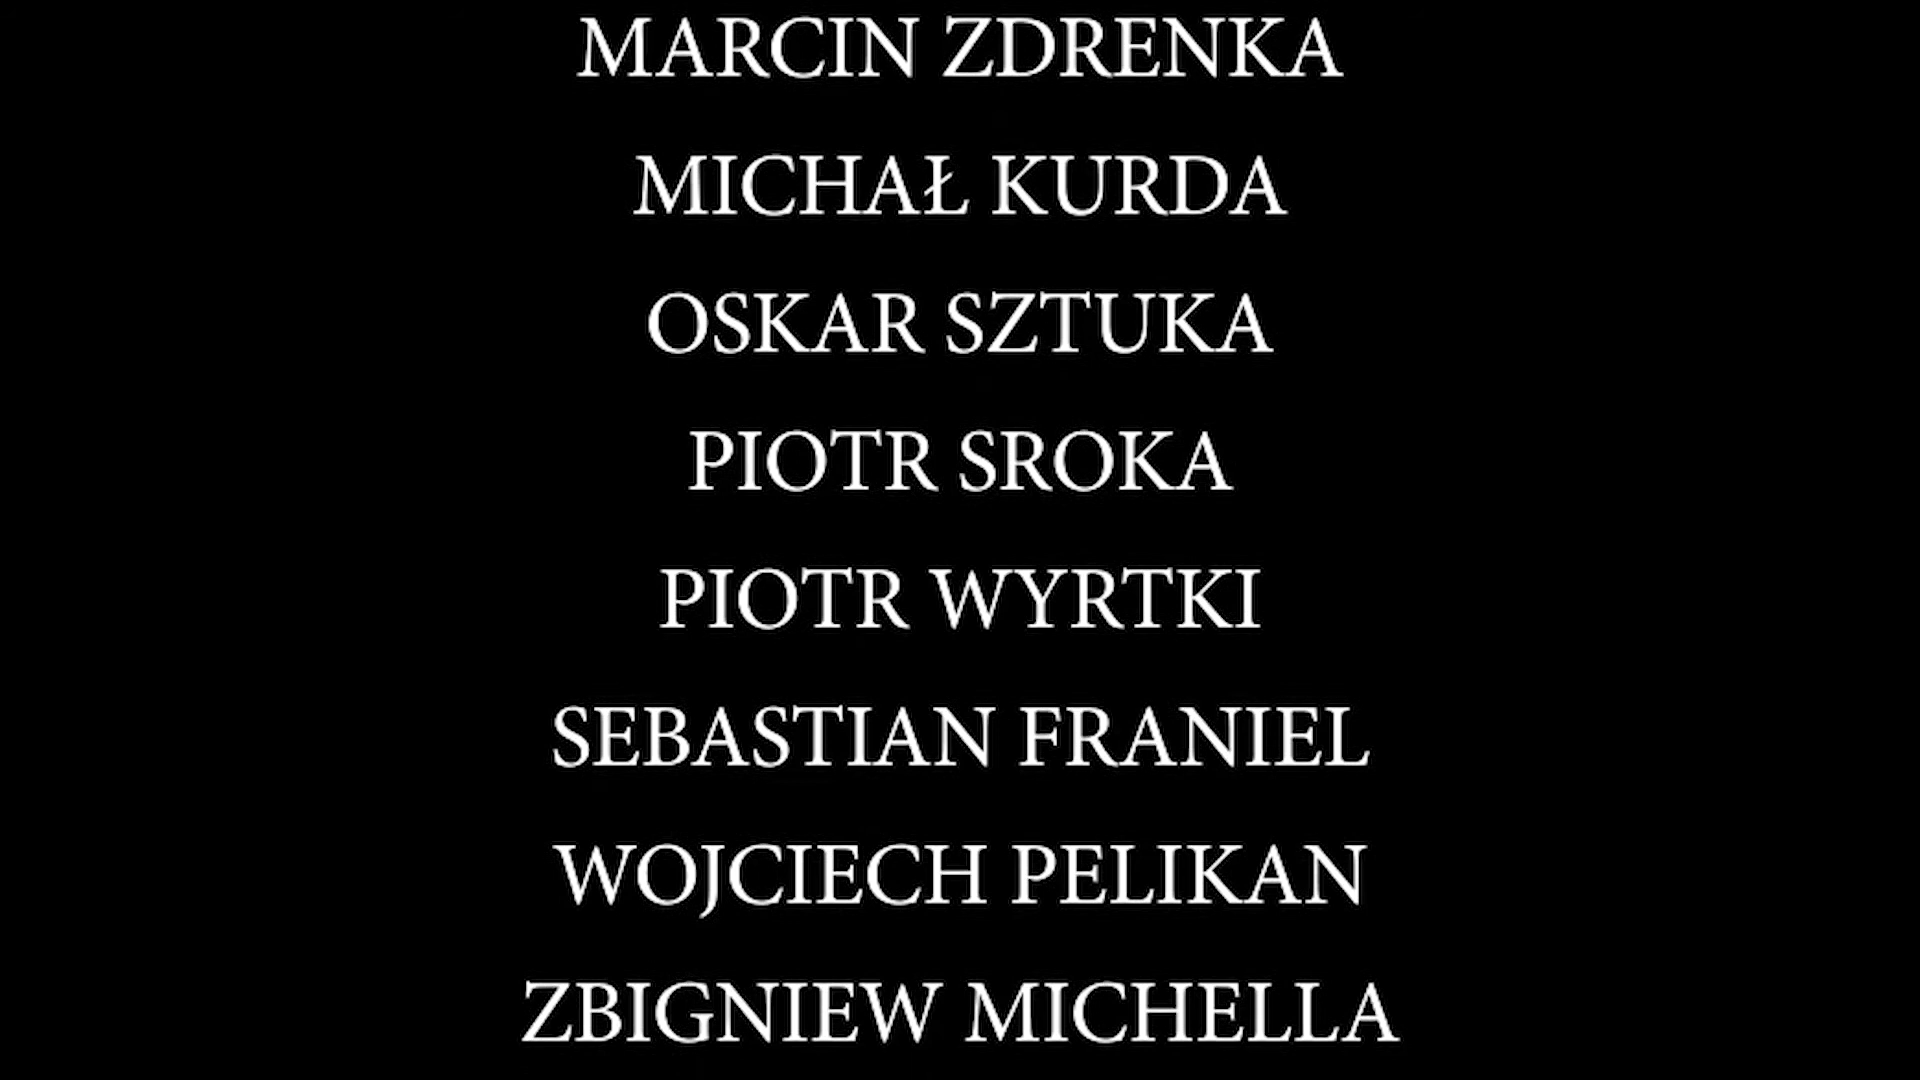 MARCIN ZDRENKA
MICHAŁ KURDA
OSKAR SZTUKA
PIOTR SROKA
PIOTR WYRTKI
SEBASTIAN FRANIEL
WOJCIECH PELIKAN
ZBIGNIEW MICHELLA